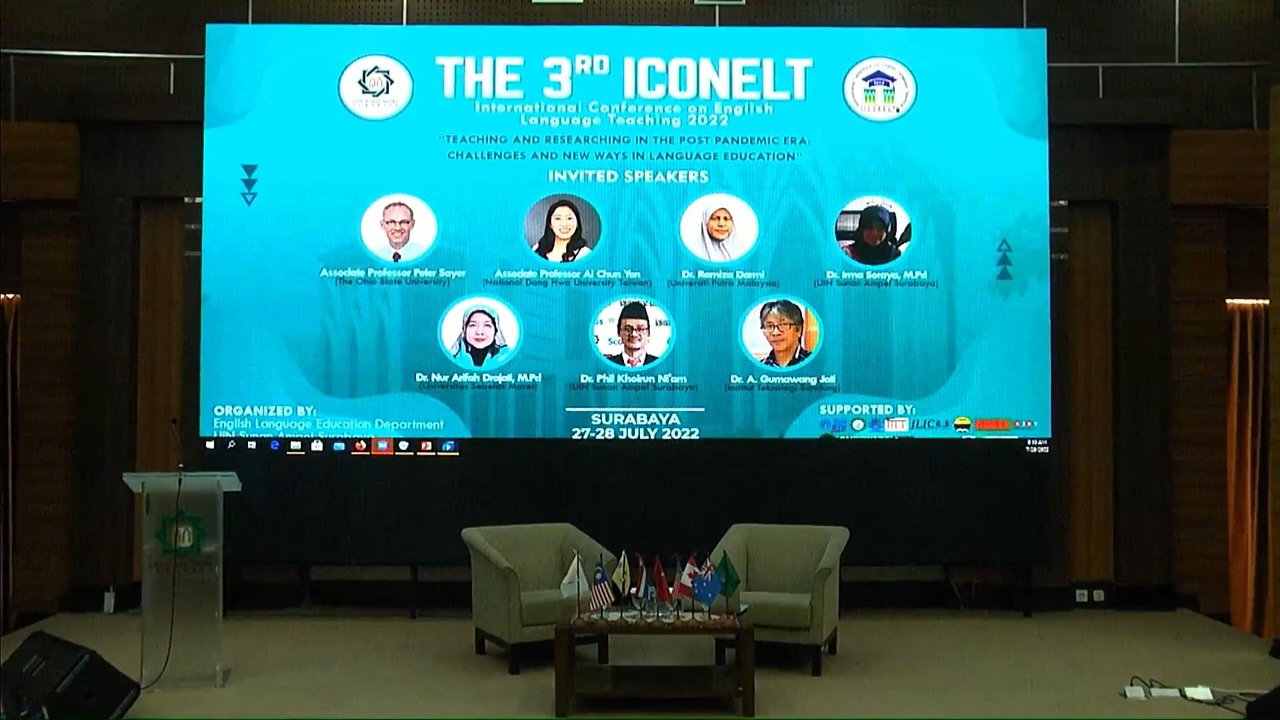 THE 3RD ICONELT
International Conference on English
Language Teaching 2022
"TEACHING AND RESEARCHING IN THE POST PANDEMIC ERA:
CHALLENGES AND NEW WAYS IN LANGUAGE EDUCATION"
INVITED SPEAKERS
Associate Professor Peter Sayer
(The Ohio State University)
Associate Professor Ai Chun Yen
(National Dong Hwa University Taiwan)
Dr. Ramiza Darmi
(Universiti Putra Malaysia)
Dr. Irma Soraya, M.Pd
(UIN Sunan Ampel Surabaya)
Dr. Nur Arifah Drajati, M.Pd
(Universitas Sebelas Maret)
Dr. Phil Khoirun Ni'am
(UIN Sunan Ampel Surabaya)
Dr. A. Gumawang Jati
(Institut Teknologi Bandung)
ORGANIZED BY:
English Language Education Department
UIN Sunan Ampel Surabaya
SURABAYA
27-28 JULY 2022
SUPPORTED BY: